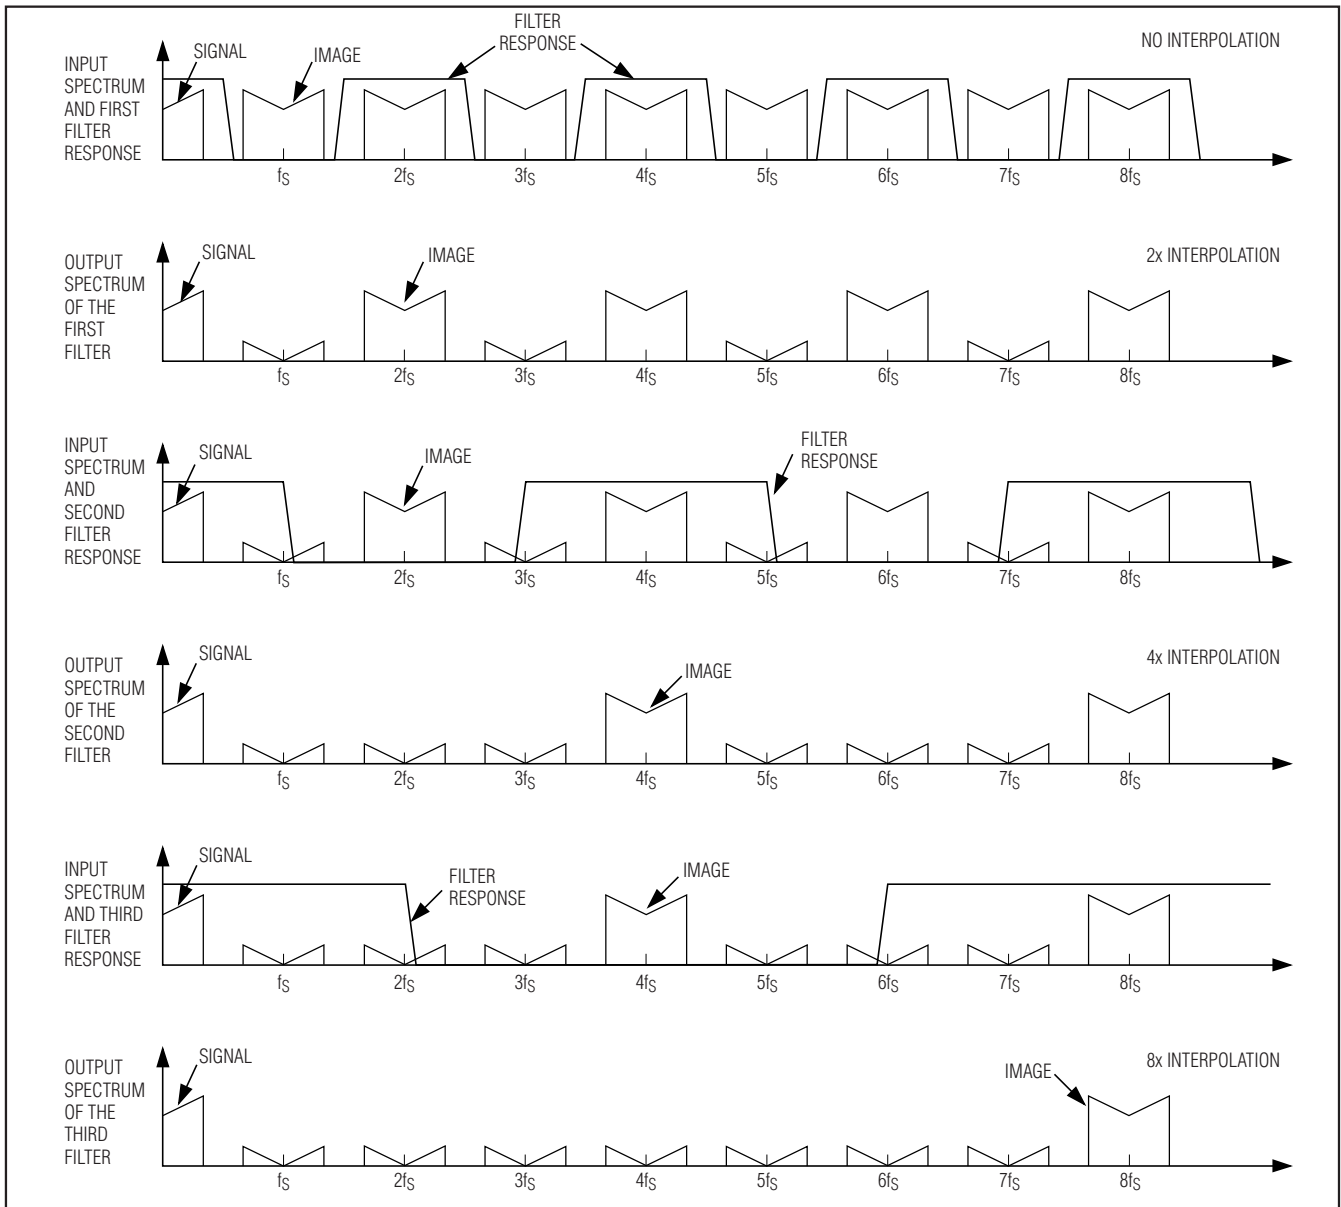 FILTER
RESPONSE
NO INTERPOLATION
SIGNAL
IMAGE
INPUT
SPECTRUM
AND FIRST
FILTER
RESPONSE
fS
2fS
3fS
4fS
5fS
6fS
7fS
8fS
SIGNAL
IMAGE
2x INTERPOLATION
OUTPUT
SPECTRUM
OF THE
FIRST
FILTER
fS
2fS
3fS
4fS
5fS
6fS
7fS
8fS
INPUT
SPECTRUM
AND
SECOND
FILTER
RESPONSE
SIGNAL
IMAGE
FILTER
RESPONSE
fS
2fS
3fS
4fS
5fS
6fS
7fS
8fS
SIGNAL
IMAGE
4x INTERPOLATION
OUTPUT
SPECTRUM
OF THE
SECOND
FILTER
fS
2fS
3fS
4fS
5fS
6fS
7fS
8fS
SIGNAL
INPUT
SPECTRUM
AND THIRD
FILTER
RESPONSE
FILTER
RESPONSE
IMAGE
fS
2fS
3fS
4fS
5fS
6fS
7fS
8fS
SIGNAL
IMAGE
8x INTERPOLATION
OUTPUT
SPECTRUM
OF THE
THIRD
FILTER
fS
2fS
3fS
4fS
5fS
6fS
7fS
8fS